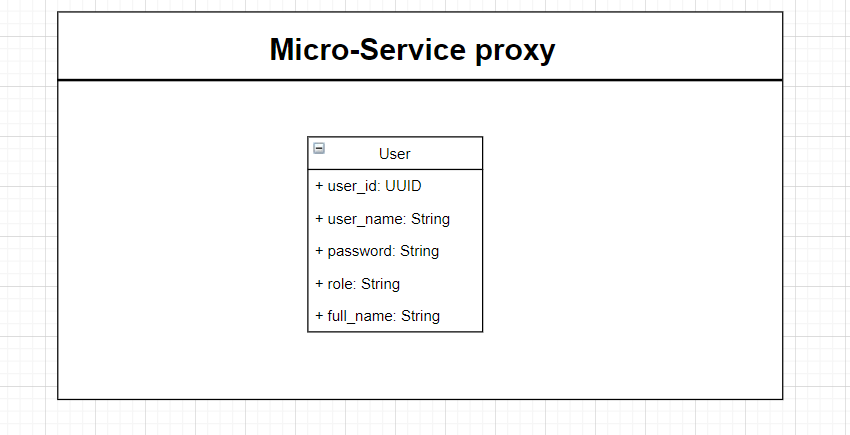 Micro-Service proxy
User
+ user_id: UUID
+ user_name: String
+ password: String
+ role: String
+ full_name: String